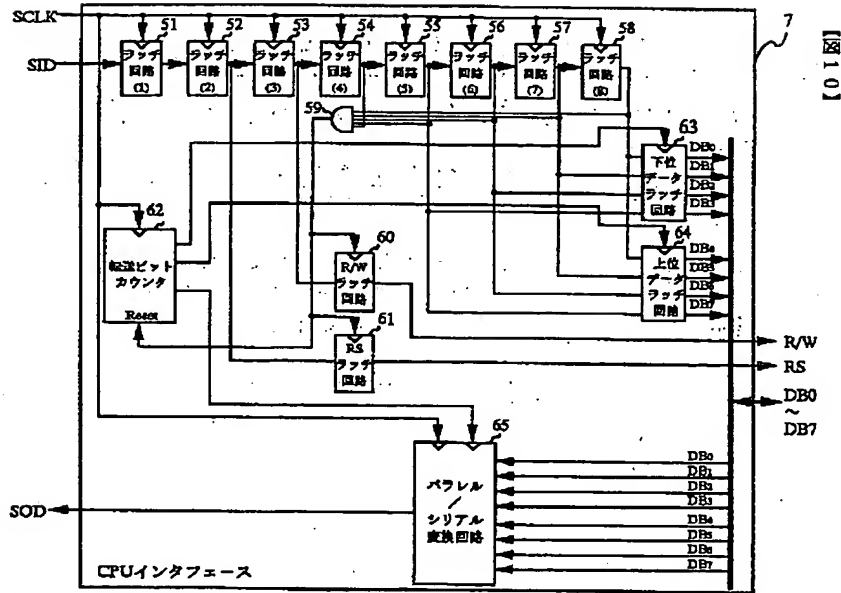 【図10】
SCLK
51
52
53
54
55
56
57
58
7
SID
ラッチ
回路
(1)
ラッチ
回路
(2)
ラッチ
回路
(3)
ラッチ
回路
(4)
ラッチ
回路
(5)
ラッチ
回路
(6)
ラッチ
回路
(7)
ラッチ
回路
(8)
59
63
下位
データ
ラッチ
回路
DB0
DB1
DB2
DB3
62
転送ビット
カウンタ
Reset
60
R/W
ラッチ
回路
64
上位
データ
ラッチ
回路
DB4
DB5
DB6
DB7
61
RS
ラッチ
回路
R/W
RS
DB0
~
DB7
65
パラレル
/
シリアル
変換回路
DB0
DB1
DB2
DB3
DB4
DB5
DB6
DB7
SOD
CPUインタフェース